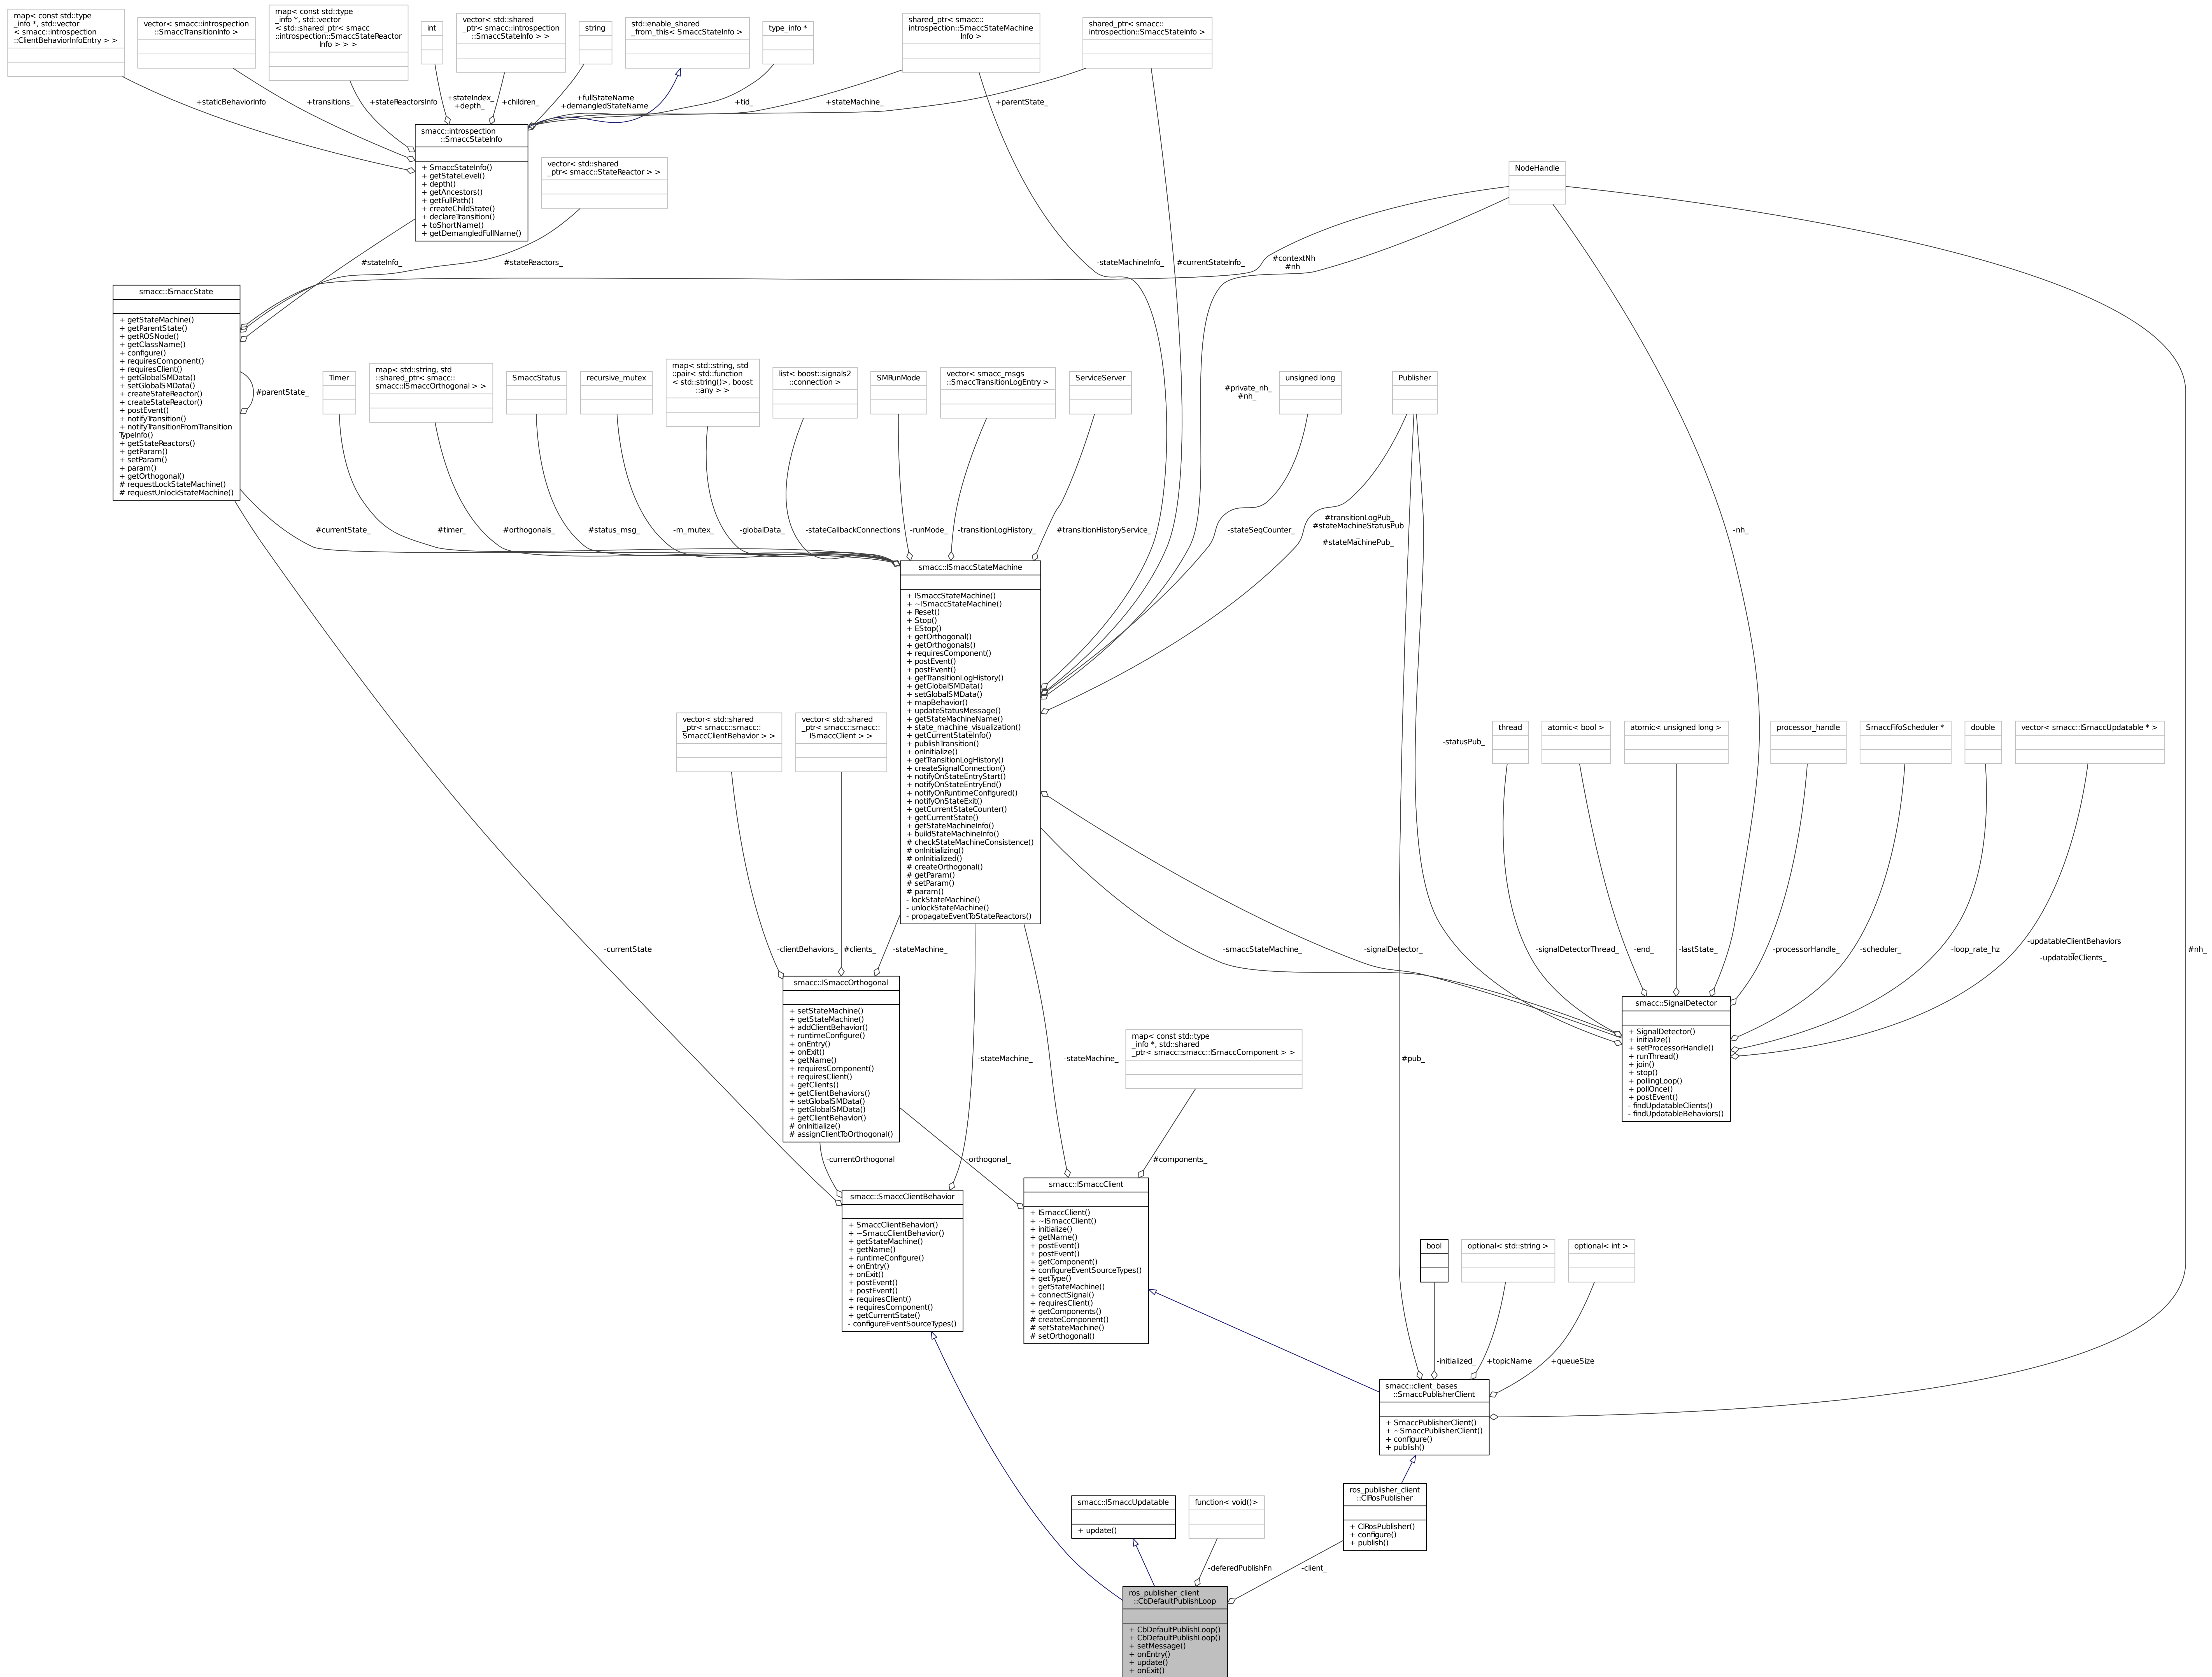 map< const std::type
_info *, std::vector
< smacc::introspection
::ClientBehaviorInfoEntry > >
vector< smacc::introspection
::SmaccTransitionInfo >
map< const std::type
_info *, std::vector
< std::shared_ptr< smacc
::introspection::SmaccStateReactor
Info > > >
int
vector< std::shared
_ptr< smacc::introspection
::SmaccStateInfo > >
string
std::enable_shared
_from_this< SmaccStateInfo >
type_info *
shared_ptr< smacc::
introspection::SmaccStateMachine
Info >
shared_ptr< smacc::
introspection::SmaccStateInfo >
+staticBehaviorInfo
+transitions_
+stateReactorsInfo
+stateIndex_
+depth_
+children_
+fullStateName
+demangledStateName
+tid_
+stateMachine_
+parentState_
smacc::introspection
::SmaccStateInfo
+ SmaccStateInfo()
+ getStateLevel()
+ depth()
+ getAncestors()
+ getFullPath()
+ createChildState()
+ declareTransition()
+ toShortName()
+ getDemangledFullName()
vector< std::shared
_ptr< smacc::StateReactor > >
NodeHandle
#stateInfo_
#stateReactors_
-stateMachineInfo_
#currentStateInfo_
#contextNh
#nh
smacc::ISmaccState
+ getStateMachine()
+ getParentState()
+ getROSNode()
+ getClassName()
+ configure()
+ requiresComponent()
+ requiresClient()
+ getGlobalSMData()
+ setGlobalSMData()
+ createStateReactor()
+ createStateReactor()
+ postEvent()
+ notifyTransition()
+ notifyTransitionFromTransition
TypeInfo()
+ getStateReactors()
+ getParam()
+ setParam()
+ param()
+ getOrthogonal()
# requestLockStateMachine()
# requestUnlockStateMachine()
#parentState_
Timer
map< std::string, std
::shared_ptr< smacc::
smacc::ISmaccOrthogonal > >
SmaccStatus
recursive_mutex
map< std::string, std
::pair< std::function
< std::string()>, boost
::any > >
list< boost::signals2
::connection >
SMRunMode
vector< smacc_msgs
::SmaccTransitionLogEntry >
ServiceServer
#private_nh_
#nh_
unsigned long
Publisher
#currentState_
#timer_
#orthogonals_
#status_msg_
-m_mutex_
-globalData_
-stateCallbackConnections
-runMode_
-transitionLogHistory_
#transitionHistoryService_
-stateSeqCounter_
#transitionLogPub_
#stateMachineStatusPub
_
#stateMachinePub_
-nh_
smacc::ISmaccStateMachine
+ ISmaccStateMachine()
+ ~ISmaccStateMachine()
+ Reset()
+ Stop()
+ EStop()
+ getOrthogonal()
+ getOrthogonals()
+ requiresComponent()
+ postEvent()
+ postEvent()
+ getTransitionLogHistory()
+ getGlobalSMData()
+ setGlobalSMData()
+ mapBehavior()
+ updateStatusMessage()
+ getStateMachineName()
+ state_machine_visualization()
+ getCurrentStateInfo()
+ publishTransition()
+ onInitialize()
+ getTransitionLogHistory()
+ createSignalConnection()
+ notifyOnStateEntryStart()
+ notifyOnStateEntryEnd()
+ notifyOnRuntimeConfigured()
+ notifyOnStateExit()
+ getCurrentStateCounter()
+ getCurrentState()
+ getStateMachineInfo()
+ buildStateMachineInfo()
# checkStateMachineConsistence()
# onInitializing()
# onInitialized()
# createOrthogonal()
# getParam()
# setParam()
# param()
- lockStateMachine()
- unlockStateMachine()
- propagateEventToStateReactors()
vector< std::shared
_ptr< smacc::smacc::
SmaccClientBehavior > >
vector< std::shared
_ptr< smacc::smacc::
ISmaccClient > >
-statusPub_
thread
atomic< bool >
atomic< unsigned long >
processor_handle
SmaccFifoScheduler *
double
vector< smacc::ISmaccUpdatable * >
-currentState
-clientBehaviors_
#clients_
-stateMachine_
-smaccStateMachine_
-signalDetector_
-signalDetectorThread_
-end_
-lastState_
-processorHandle_
-scheduler_
-loop_rate_hz
-updatableClientBehaviors
_
-updatableClients_
#nh_
smacc::ISmaccOrthogonal
+ setStateMachine()
+ getStateMachine()
+ addClientBehavior()
+ runtimeConfigure()
+ onEntry()
+ onExit()
+ getName()
+ requiresComponent()
+ requiresClient()
+ getClients()
+ getClientBehaviors()
+ setGlobalSMData()
+ getGlobalSMData()
+ getClientBehavior()
# onInitialize()
# assignClientToOrthogonal()
smacc::SignalDetector
+ SignalDetector()
+ initialize()
+ setProcessorHandle()
+ runThread()
+ join()
+ stop()
+ pollingLoop()
+ pollOnce()
+ postEvent()
- findUpdatableClients()
- findUpdatableBehaviors()
-stateMachine_
-stateMachine_
map< const std::type
_info *, std::shared
_ptr< smacc::smacc::ISmaccComponent > >
#pub_
-currentOrthogonal
-orthogonal_
#components_
smacc::SmaccClientBehavior
+ SmaccClientBehavior()
+ ~SmaccClientBehavior()
+ getStateMachine()
+ getName()
+ runtimeConfigure()
+ onEntry()
+ onExit()
+ postEvent()
+ postEvent()
+ requiresClient()
+ requiresComponent()
+ getCurrentState()
- configureEventSourceTypes()
smacc::ISmaccClient
+ ISmaccClient()
+ ~ISmaccClient()
+ initialize()
+ getName()
+ postEvent()
+ postEvent()
+ getComponent()
+ configureEventSourceTypes()
+ getType()
+ getStateMachine()
+ connectSignal()
+ requiresClient()
+ getComponents()
# createComponent()
# setStateMachine()
# setOrthogonal()
bool
optional< std::string >
optional< int >
-initialized_
+topicName
+queueSize
smacc::client_bases
::SmaccPublisherClient
+ SmaccPublisherClient()
+ ~SmaccPublisherClient()
+ configure()
+ publish()
smacc::ISmaccUpdatable
+ update()
function< void()>
ros_publisher_client
::ClRosPublisher
+ ClRosPublisher()
+ configure()
+ publish()
-deferedPublishFn
-client_
ros_publisher_client
::CbDefaultPublishLoop
+ CbDefaultPublishLoop()
+ CbDefaultPublishLoop()
+ setMessage()
+ onEntry()
+ update()
+ onExit()